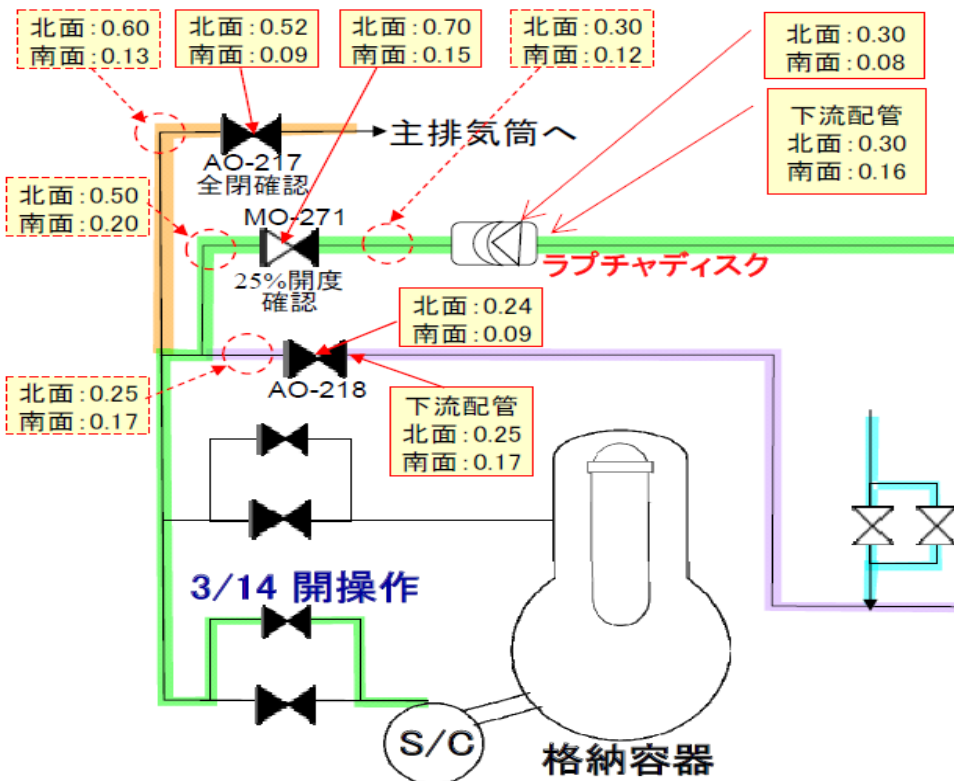 北面:0.60
南面:0.13
北面:0.52
南面:0.09
北面:0.70
南面:0.15
北面:0.30
南面:0.12
北面:0.30
南面:0.08
下流配管
北面:0.30
南面:0.16
主排気筒へ
AO-217
全閉確認
北面:0.50
南面:0.20
MO-271
25%開度
確認
ラプチャディスク
北面:0.24
南面:0.09
AO-218
北面:0.25
南面:0.17
下流配管
北面:0.25
南面:0.17
3/14 開操作
S/C
格納容器